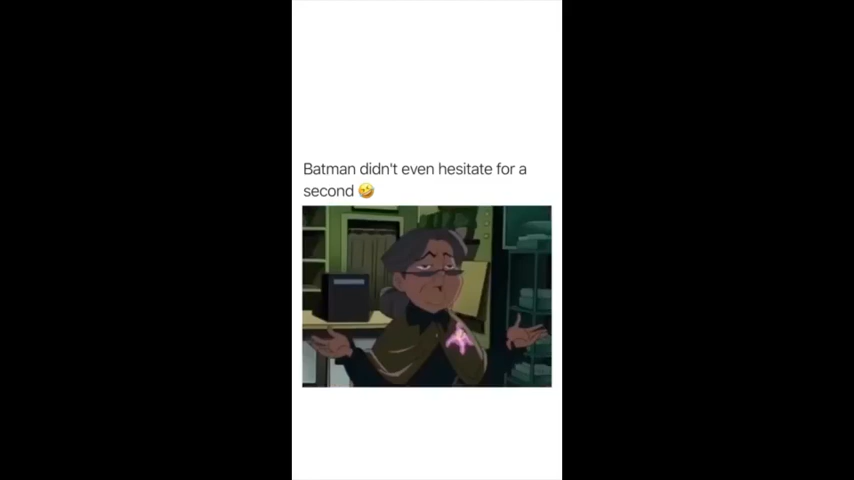 Batman didn't even hesitate for a
second 🤣